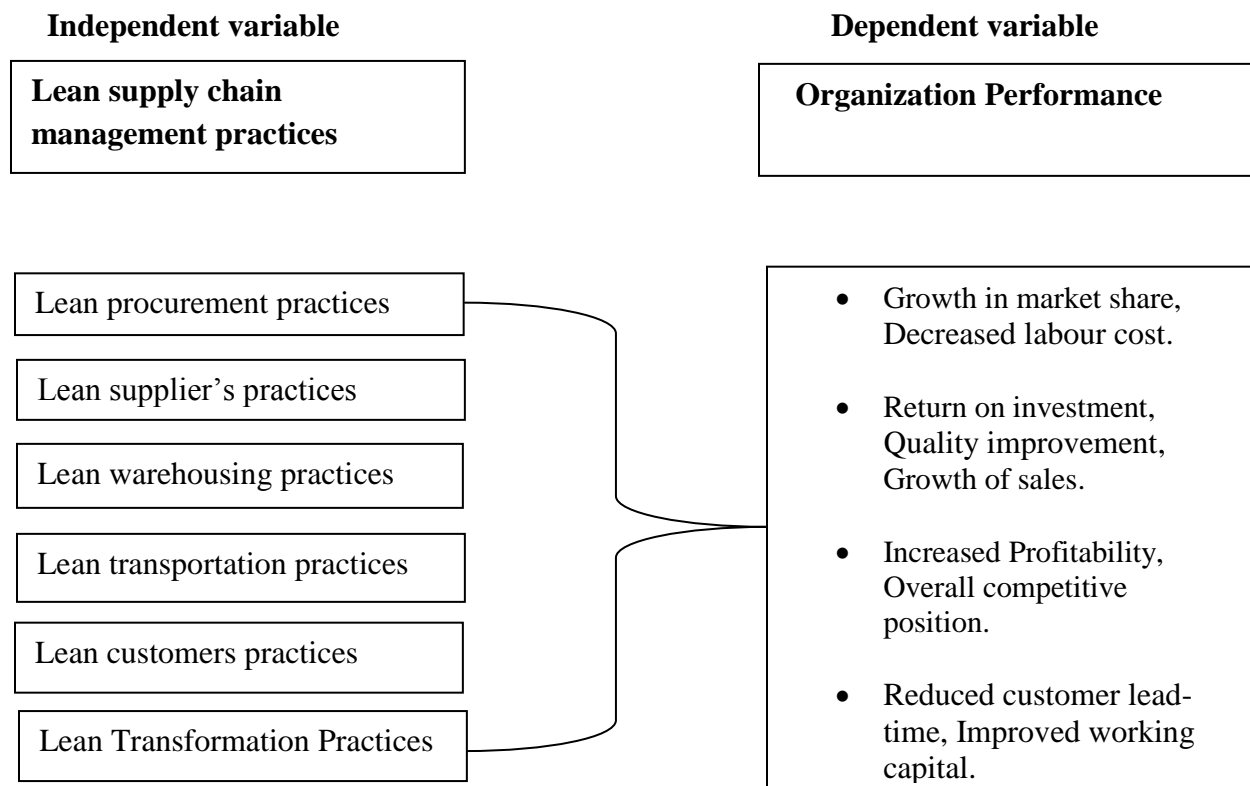 Independent variable
Dependent variable
Lean supply chain
management practices
Organization Performance
Lean procurement practices
Lean supplier’s practices
Lean warehousing practices
Lean transportation practices
Lean customers practices
Lean Transformation Practices
• Growth in market share,
Decreased labour cost.
• Return on investment,
Quality improvement,
Growth of sales.
• Increased Profitability,
Overall competitive
position.
• Reduced customer lead-
time, Improved working
capital.